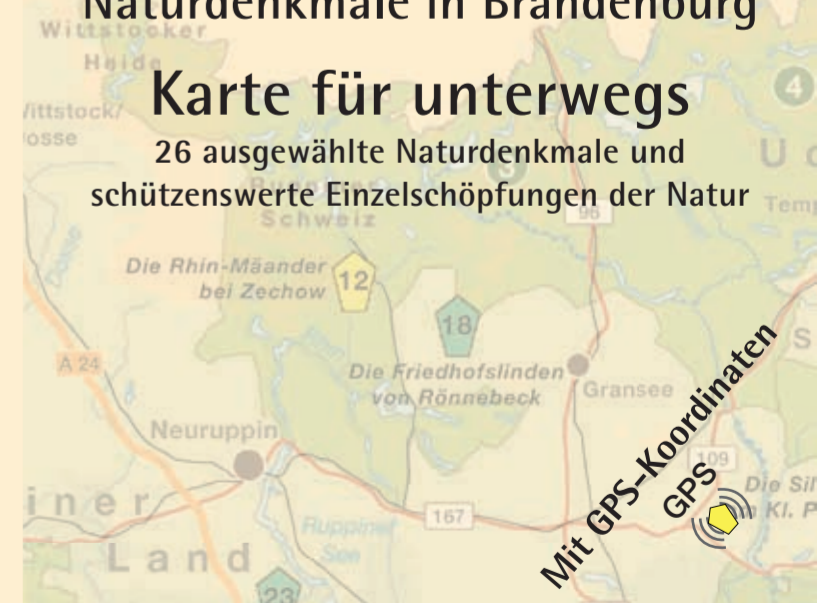 Naturdenkmale in Brandenburg
Wittstocker
Heide
4
Karte für unterwegs
26 ausgewählte Naturdenkmale und
3
schützenswerte Einzelschöpfungen der Natur
Schweiz
96
Dosse
Die Rhin-Mäander
bei Zechow
12
18
A 24
Die Friedhofslinden
von Rönnebeck
Gransee
Neuruppin
109
Mit GPS-Koordinaten
GPS
167
Ruppiner
See
Land
23